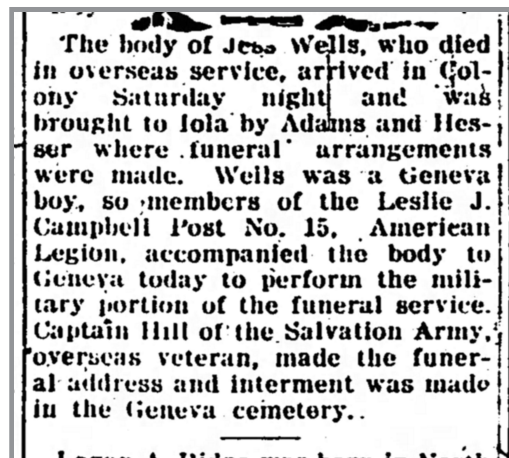 The body of Jess Wells, who died
in overseas service, arrived in Col-
ony Saturday night and was
brought to Iola by Adams and Hes-
ser where funeral arrangements
were made. Wells was a Geneva
boy, so members of the Leslie J.
Campbell Post No. 15, American
Legion, accompanied the body to
Geneva today to perform the mili-
tary portion of the funeral service.
Captain Hill of the Salvation Army,
overseas veteran, made the funer-
al address and interment was made
in the Geneva cemetery..